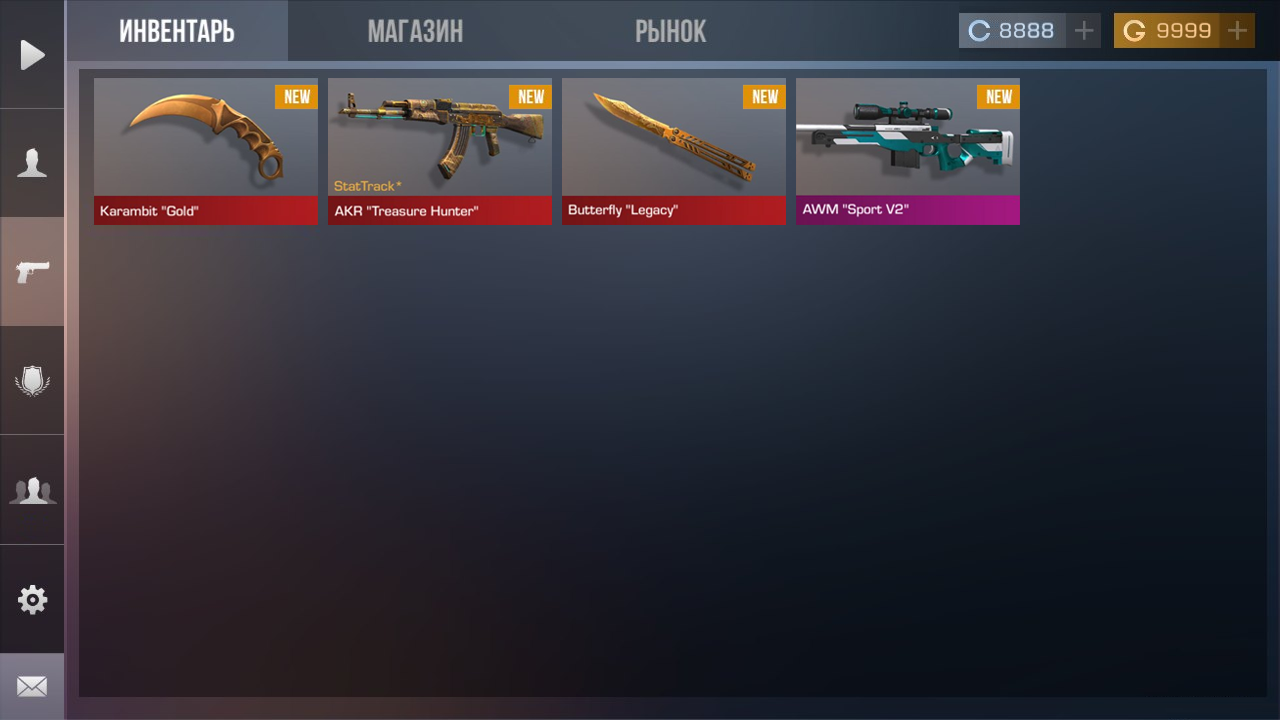 ИНВЕНТАРЬ
МАГАЗИН
РЫНОК
C 8888 +
G 9999 +
NEW
NEW
NEW
NEW
StatTrack*
Karambit "Gold"
AKR "Treasure Hunter"
Butterfly "Legacy"
AWM "Sport V2"